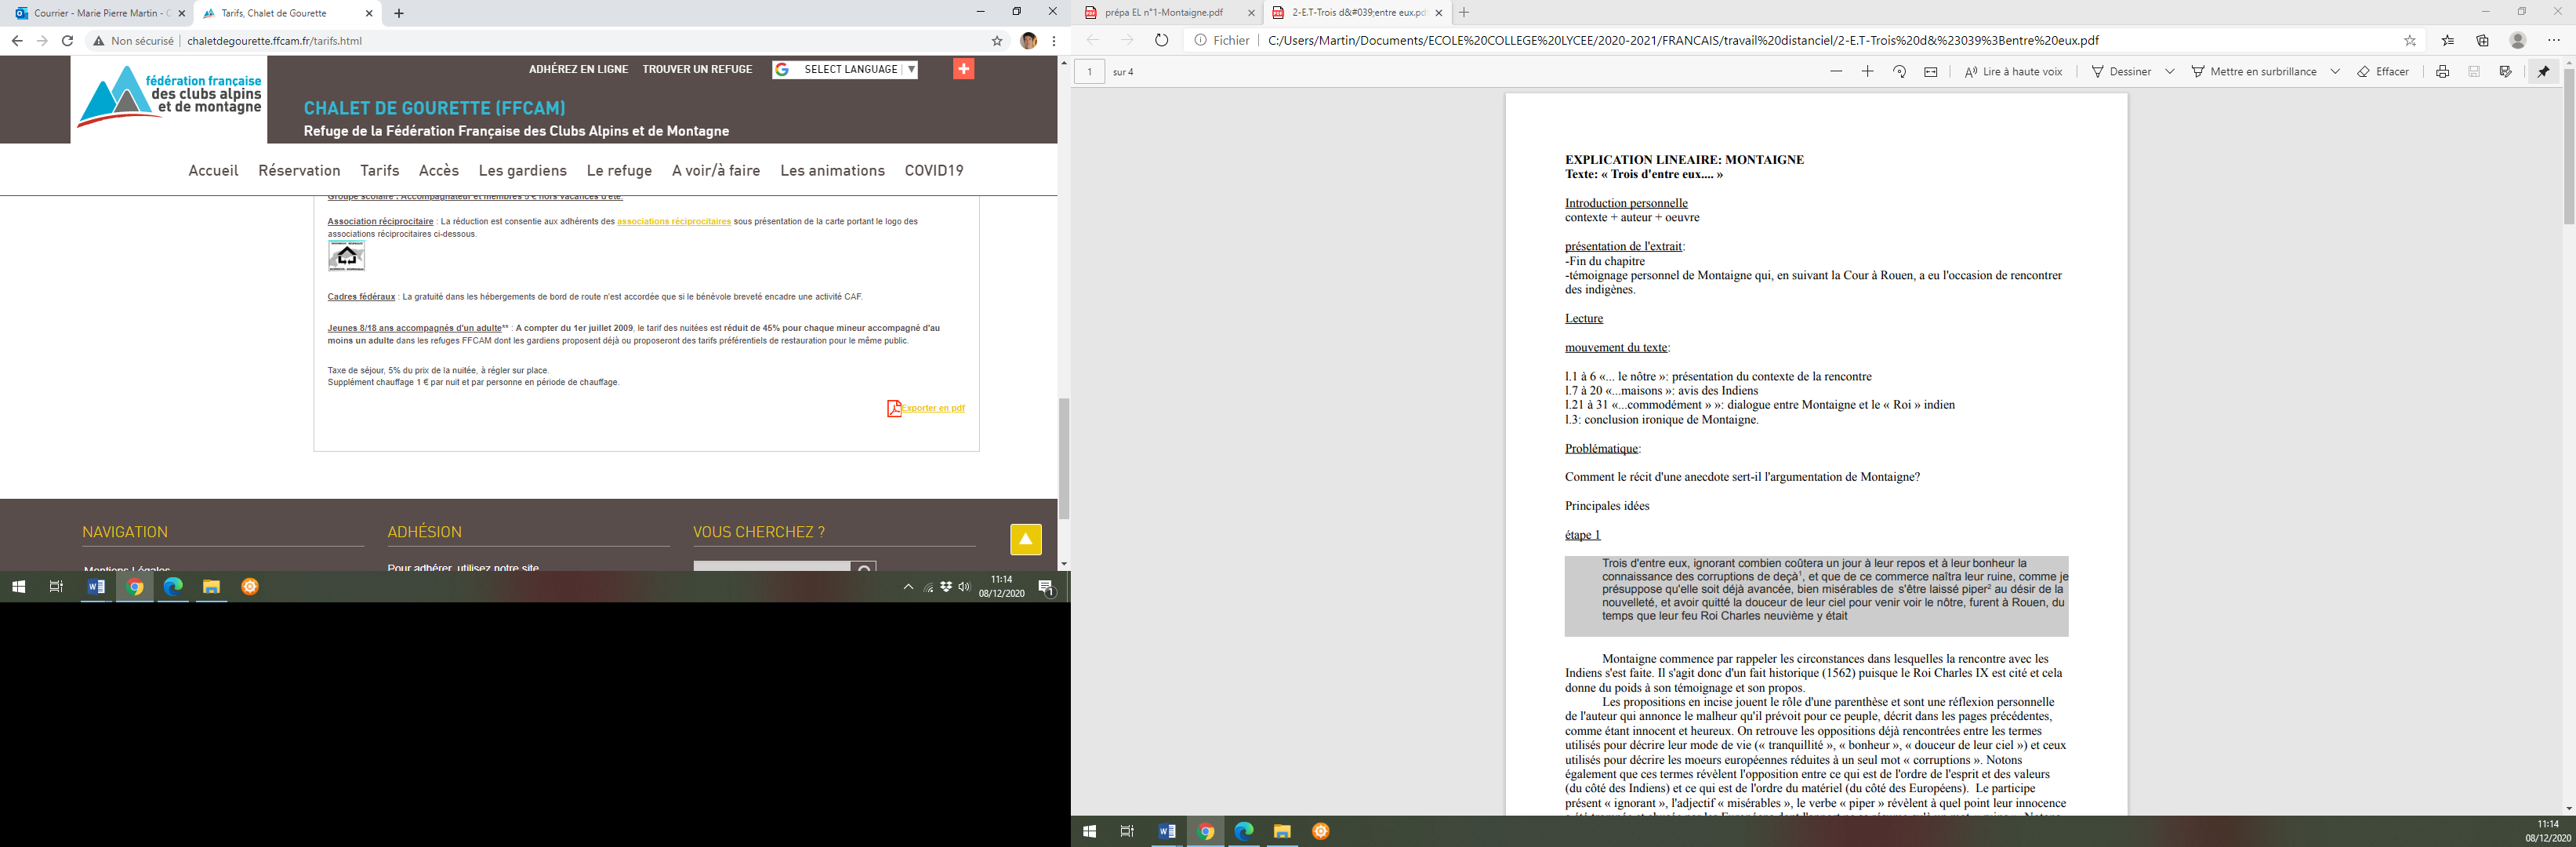 Courrier - Marie Pierre Martin - O
Tarifs, Chalet de Gourette
Non sécurisé
chaletdegourette.ffcam.fr/tarifs.html
fédération française
des clubs alpins
et de montagne
ADHÉREZ EN LIGNE
TROUVER UN REFUGE
SELECT LANGUAGE
CHALET DE GOURETTE (FFCAM)
Refuge de la Fédération Française des Clubs Alpins et de Montagne
Accueil Réservation Tarifs Accès Les gardiens Le refuge A voir/à faire Les animations COVID19
Groupe scolaire : Accompagnateur et membres 5 € hors vacances d'été.
Association réciprocitaire : La réduction est consentie aux adhérents des associations réciprocitaires sous présentation de la carte portant le logo des
associations réciprocitaires ci-dessous.
Cadres fédéraux : La gratuité dans les hébergements de bord de route n'est accordée que si le bénévole breveté encadre une activité CAF.
Jeunes 8/18 ans accompagnés d'un adulte** : A compter du 1er juillet 2009, le tarif des nuitées est réduit de 45% pour chaque mineur accompagné d'au
moins un adulte dans les refuges FFCAM dont les gardiens proposent déjà ou proposeront des tarifs préférentiels de restauration pour le même public.
Taxe de séjour, 5% du prix de la nuitée, à régler sur place.
Supplément chauffage 1 € par nuit et par personne en période de chauffage.
Exporter en pdf
NAVIGATION
ADHÉSION
VOUS CHERCHEZ ?
Mentions Légales
Pour adhérer, utilisez notre site
11:14
08/12/2020
prépa EL n°1-Montaigne.pdf
2-E.T-Trois d&#039;entre eux.pd
Fichier
C:/Users/Martin/Documents/ECOLE%20COLLEGE%20LYCEE/2020-2021/FRANCAIS/travail%20distanciel/2-E.T-Trois%20d&%23039%3Bentre%20eux.pdf
1 sur 4
Lire à haute voix
Dessiner
Mettre en surbrillance
Effacer
EXPLICATION LINEAIRE: MONTAIGNE
Texte: « Trois d'entre eux.... »
Introduction personnelle
contexte + auteur + oeuvre
présentation de l'extrait:
-Fin du chapitre
-témoignage personnel de Montaigne qui, en suivant la Cour à Rouen, a eu l'occasion de rencontrer
des indigènes.
Lecture
mouvement du texte:
l.1 à 6 «... le nôtre »: présentation du contexte de la rencontre
l.7 à 20 «...maisons »: avis des Indiens
l.21 à 31 «...commodément » »: dialogue entre Montaigne et le « Roi » indien
l.3: conclusion ironique de Montaigne.
Problématique:
Comment le récit d'une anecdote sert-il l'argumentation de Montaigne?
Principales idées
étape 1
Trois d'entre eux, ignorant combien coûtera un jour à leur repos et à leur bonheur la
connaissance des corruptions de deçà¹, et que de ce commerce naîtra leur ruine, comme je
présuppose qu'elle soit déjà avancée, bien misérables de s'être laissé piper² au désir de la
nouvelleté, et avoir quitté la douceur de leur ciel pour venir voir le nôtre, furent à Rouen, du
temps que leur feu Roi Charles neuvième y était
Montaigne commence par rappeler les circonstances dans lesquelles la rencontre avec les
Indiens s'est faite. Il s'agit donc d'un fait historique (1562) puisque le Roi Charles IX est cité et cela
donne du poids à son témoignage et son propos.
Les propositions en incise jouent le rôle d'une parenthèse et sont une réflexion personnelle
de l'auteur qui annonce le malheur qu'il prévoit pour ce peuple, décrit dans les pages précédentes,
comme étant innocent et heureux. On retrouve les oppositions déjà rencontrées entre les termes
utilisés pour décrire leur mode de vie (« tranquillité », « bonheur », « douceur de leur ciel ») et ceux
utilisés pour décrire les moeurs européennes réduites à un seul mot « corruptions ». Notons
également que ces termes révèlent l'opposition entre ce qui est de l'ordre de l'esprit et des valeurs
(du côté des Indiens) et ce qui est de l'ordre du matériel (du côté des Européens). Le participe
présent « ignorant », l'adjectif « misérables », le verbe « piper » révèlent à quel point leur innocence
11:14
08/12/2020